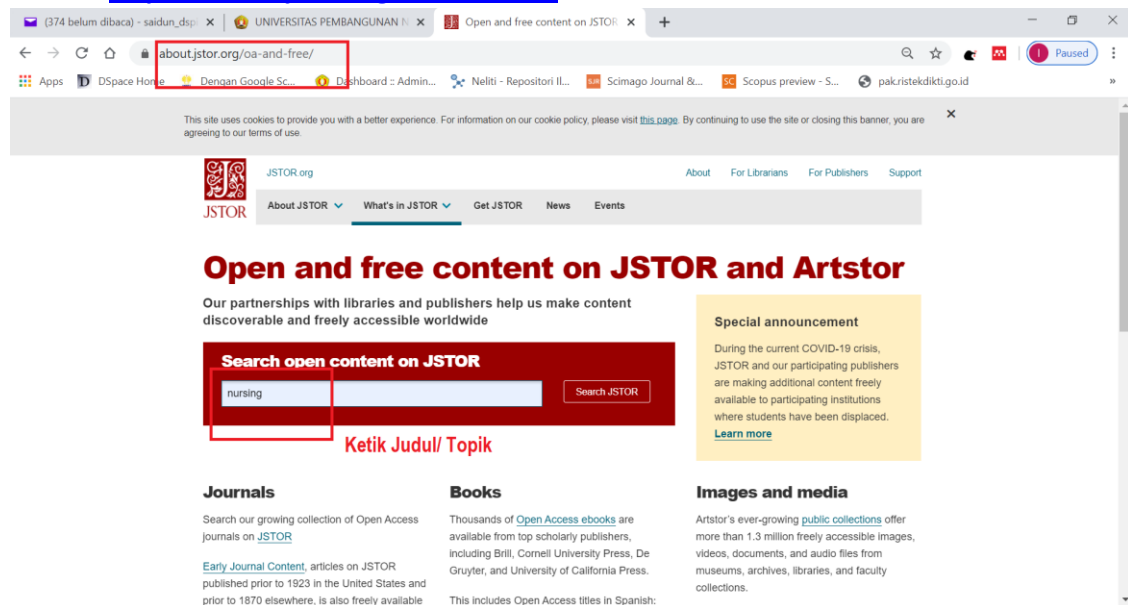 (374 belum dibaca) - saidun_dspi
UNIVERSITAS PEMBANGUNAN N
Open and free content on JSTOR
about.jstor.org/oa-and-free/
Paused
Apps
DSpace Home
Dengan Google Sc...
Dashboard :: Admin...
Neliti - Repositori Il...
Scimago Journal &...
Scopus preview - S...
pak.ristekdikti.go.id
This site uses cookies to provide you with a better experience. For information on our cookie policy, please visit this page. By continuing to use the site or closing this banner, you are
agreeing to our terms of use.
JSTOR
JSTOR.org
About For Librarians For Publishers Support
About JSTOR What's in JSTOR Get JSTOR News Events
Open and free content on JSTOR and Artstor
Our partnerships with libraries and publishers help us make content
discoverable and freely accessible worldwide
Search open content on JSTOR
nursing
Search JSTOR
Ketik Judul/ Topik
Special announcement
During the current COVID-19 crisis,
JSTOR and our participating publishers
are making additional content freely
available to participating institutions
where students have been displaced.
Learn more
Journals
Search our growing collection of Open Access
journals on JSTOR
Early Journal Content, articles on JSTOR
published prior to 1923 in the United States and
prior to 1870 elsewhere, is also freely available
Books
Thousands of Open Access ebooks are
available from top scholarly publishers,
including Brill, Cornell University Press, De
Gruyter, and University of California Press.
This includes Open Access titles in Spanish:
Images and media
Artstor's ever-growing public collections offer
more than 1.3 million freely accessible images,
videos, documents, and audio files from
museums, archives, libraries, and faculty
collections.